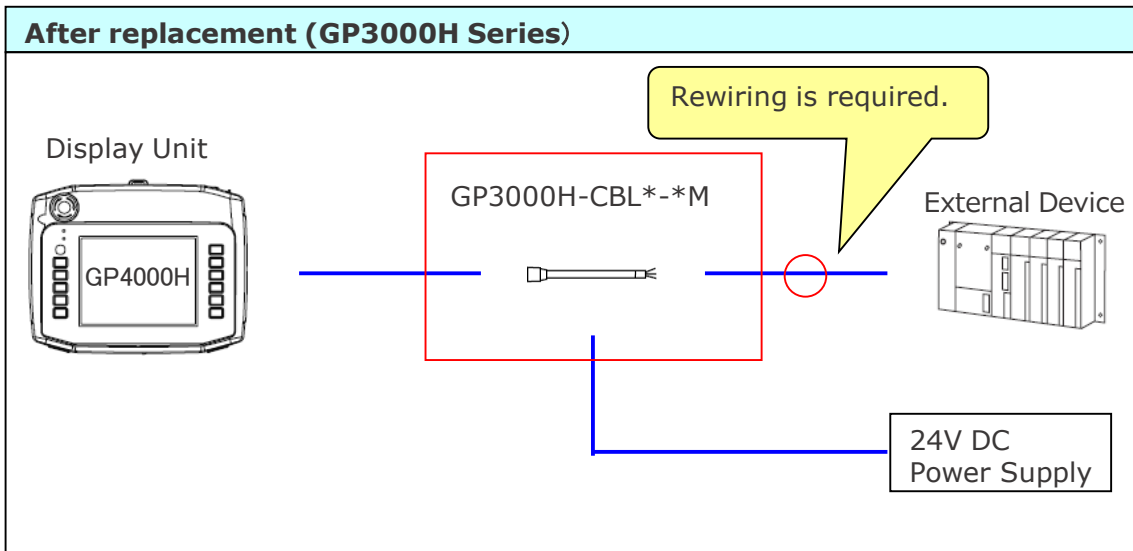 After replacement (GP3000H Series）
Rewiring is required.
Display Unit
GP3000H-CBL*-*M
External Device
GP4000H
24V DC
Power Supply